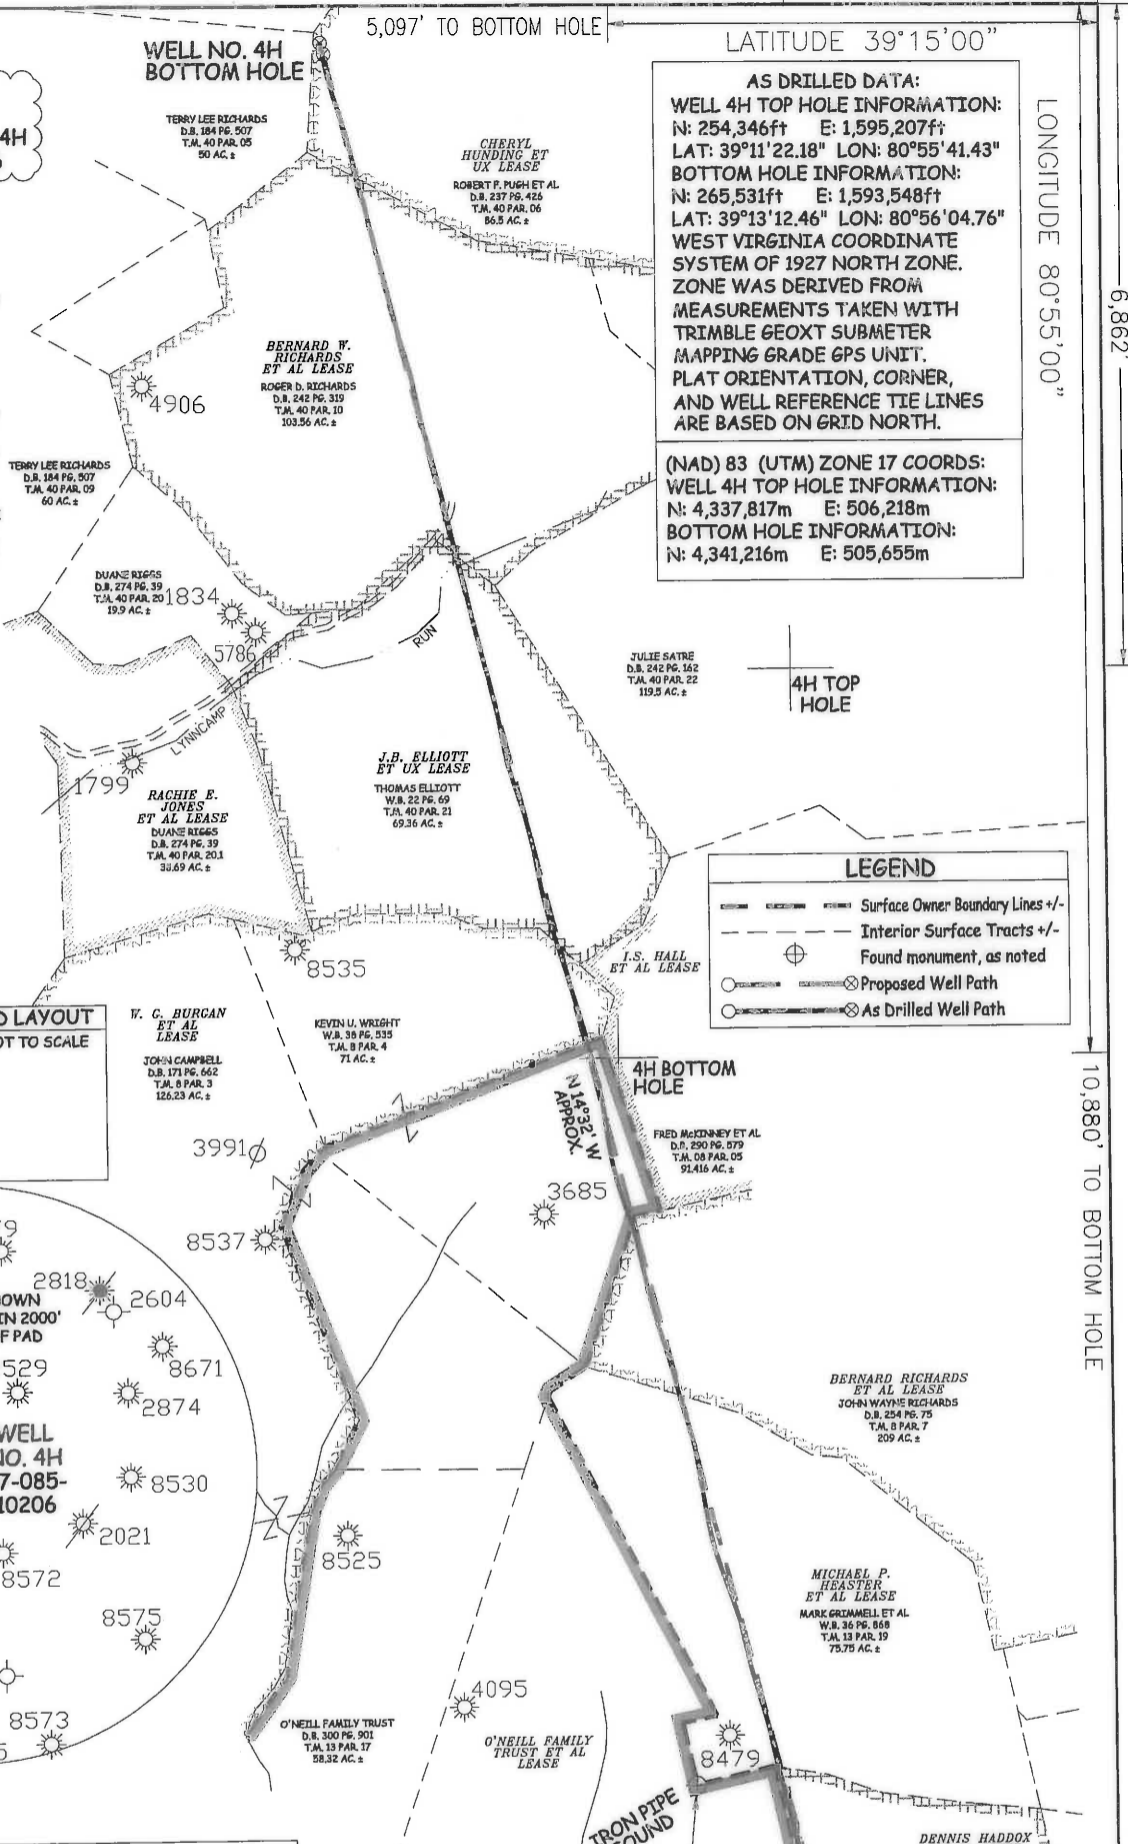 5,097' TO BOTTOM HOLE
LATITUDE 39°15'00"
WELL NO. 4H
BOTTOM HOLE
4H
TERRY LEE RICHARDS
D.B. 184 PG. 507
T.M. 40 PAR. 05
50 AC. ±
CHERYL
HUNDING ET
UX LEASE
ROBERT F. PUGH ET AL
D.B. 237 PG. 426
T.M. 40 PAR. 06
86.5 AC. ±
AS DRILLED DATA:
WELL 4H TOP HOLE INFORMATION:
N: 254,346ft E: 1,595,207ft
LAT: 39°11'22.18" LON: 80°55'41.43"
BOTTOM HOLE INFORMATION:
N: 265,531ft E: 1,593,548ft
LAT: 39°13'12.46" LON: 80°56'04.76"
WEST VIRGINIA COORDINATE
SYSTEM OF 1927 NORTH ZONE.
ZONE WAS DERIVED FROM
MEASUREMENTS TAKEN WITH
TRIMBLE GEOXT SUBMETER
MAPPING GRADE GPS UNIT.
PLAT ORIENTATION, CORNER,
AND WELL REFERENCE TIE LINES
ARE BASED ON GRID NORTH.
(NAD) 83 (UTM) ZONE 17 COORDS:
WELL 4H TOP HOLE INFORMATION:
N: 4,337,817m E: 506,218m
BOTTOM HOLE INFORMATION:
N: 4,341,216m E: 505,655m
LONGITUDE 80°55'00"
6,862'
BERNARD W.
RICHARDS
ET AL LEASE
ROGER D. RICHARDS
D.B. 242 PG. 319
T.M. 40 PAR. 10
103.56 AC. ±
4906
TERRY LEE RICHARDS
D.B. 184 PG. 507
T.M. 40 PAR. 09
60 AC. ±
DUANE RIGGS
D.B. 274 PG. 39
T.M. 40 PAR. 20
19.9 AC. ±
1834
5786
RUN
JULIE SATRE
D.B. 242 PG. 162
T.M. 40 PAR. 22
119.5 AC. ±
4H TOP
HOLE
LYNNCAMP
1799
RACHIE E.
JONES
ET AL LEASE
DUANE RIGGS
D.B. 274 PG. 39
T.M. 40 PAR. 20.1
AC. ±
J.B. ELLIOTT
ET UX LEASE
THOMAS ELLIOTT
W.B. 22 PG. 69
T.M. 40 PAR. 21
69.36 AC. ±
LEGEND
Surface Owner Boundary Lines +/-
Interior Surface Tracts +/-
Found monument, as noted
Proposed Well Path
As Drilled Well Path
8535
I.S. HALL
ET AL LEASE
LAYOUT
OT TO SCALE
W. G. BURGAN
ET AL
LEASE
JOHN CAMPBELL
D.B. 171 PG. 662
T.M. 8 PAR. 3
126.23 AC. ±
KEVIN U. WRIGHT
W.B. 38 PG. 535
T.M. 8 PAR. 4
71 AC. ±
4H BOTTOM
HOLE
N 14°32' W
APPROX.
FRED McKINNEY ET AL
D.B. 290 PG. 579
T.M. 08 PAR. 05
91.416 AC. ±
10,880' TO BOTTOM HOLE
3991
3685
8537
9
2818
2604
OWN
IN 2000'
F PAD
8671
529
2874
WELL
NO. 4H
7-085-
10206
8530
2021
8572
8525
8575
8573
BERNARD RICHARDS
ET AL LEASE
JOHN WAYNE RICHARDS
D.B. 254 PG. 75
T.M. 8 PAR. 7
209 AC. ±
MICHAEL P.
HEASTER
ET AL LEASE
MARK GRIMMELL ET AL
W.B. 36 PG. 868
T.M. 13 PAR. 19
75.75 AC. ±
4095
O'NEILL FAMILY TRUST
D.B. 300 PG. 901
T.M. 13 PAR. 17
58.32 AC. ±
O'NEILL FAMILY
TRUST ET AL
LEASE
8479
IRON PIPE
FOUND
DENNIS HADDOX